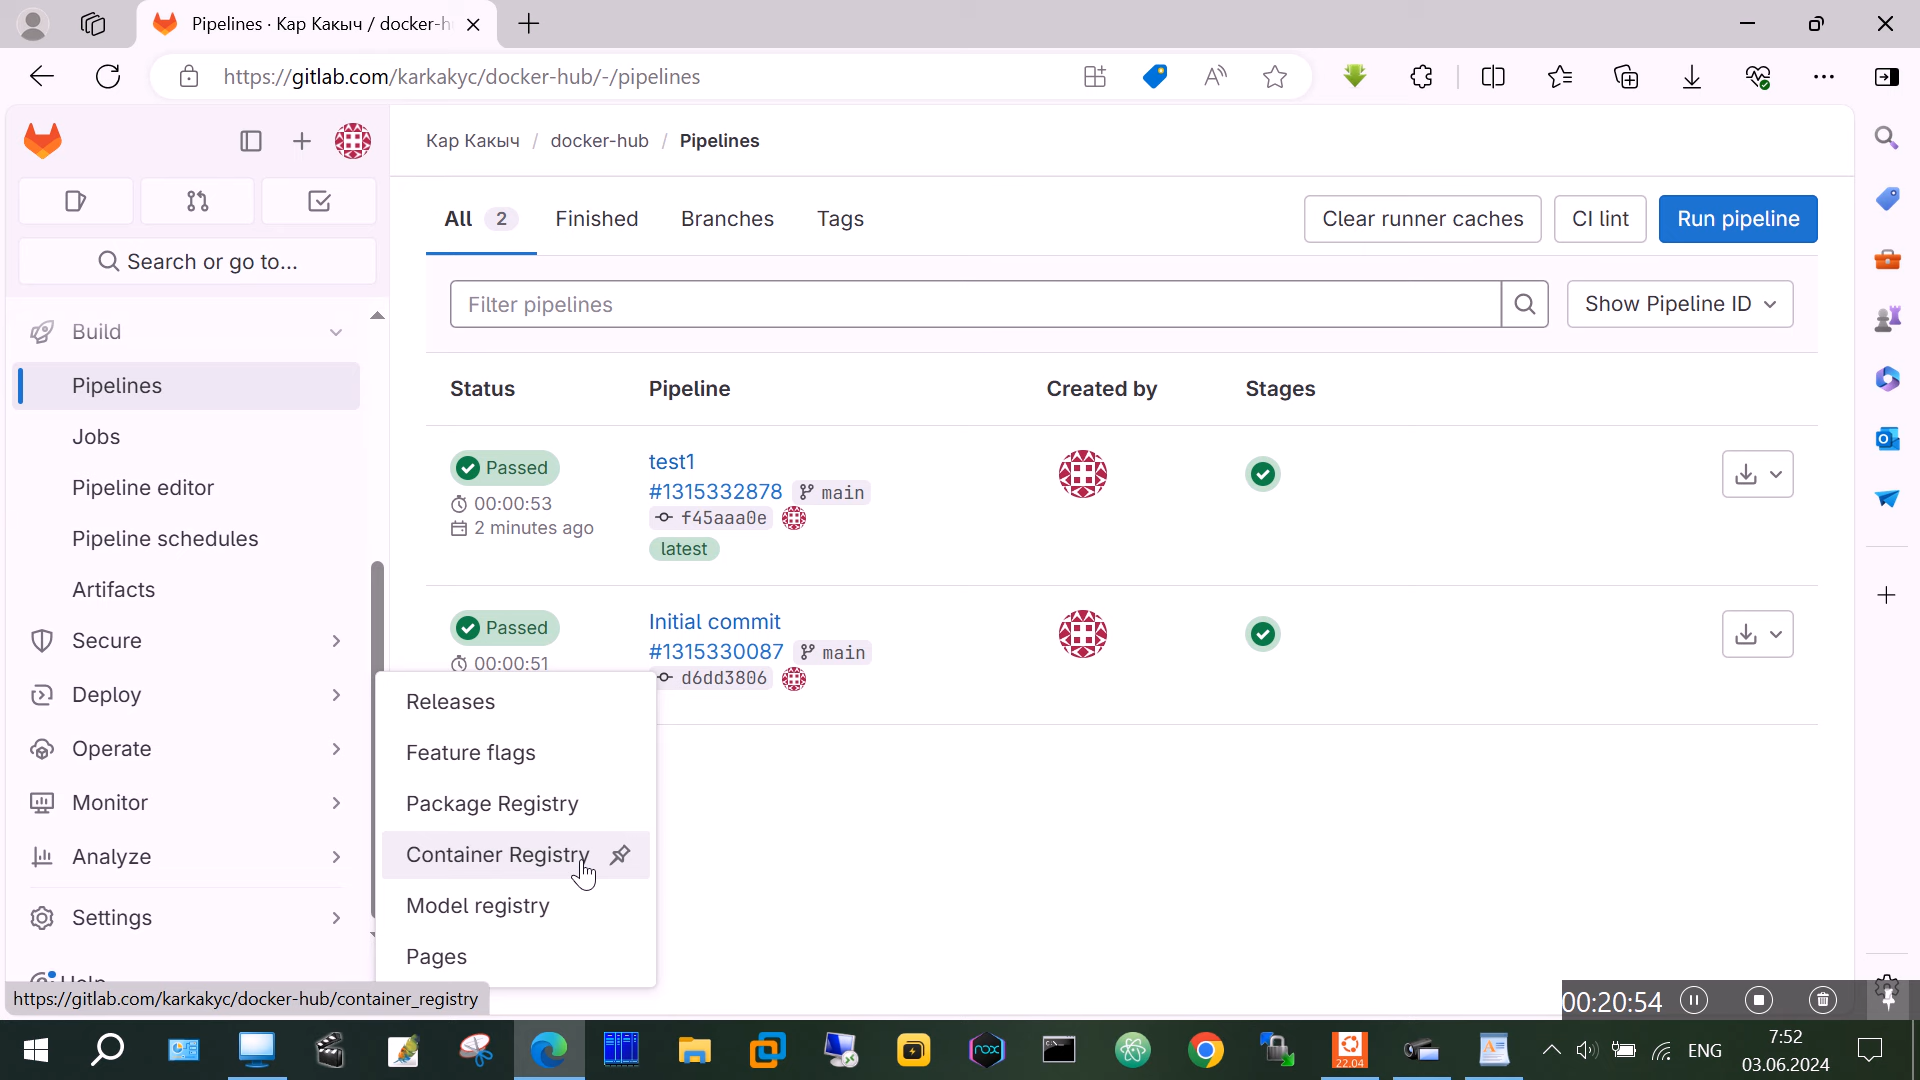 Pipelines · Кар Какыч / docker-h
https://gitlab.com/karkakyc/docker-hub/-/pipelines
Кар Какыч / docker-hub / Pipelines
All 2 Finished Branches Tags
Clear runner caches CI lint Run pipeline
Search or go to...
Filter pipelines
Show Pipeline ID
Build
Pipelines
Jobs
Pipeline editor
Pipeline schedules
Artifacts
Secure
Deploy
Operate
Monitor
Analyze
Settings
Help
Status Pipeline Created by Stages
Passed
00:00:53
2 minutes ago
test1
#1315332878 main
f45aaa0e
latest
Passed
00:00:51
Initial commit
#1315330087 main
d6dd3806
Releases
Feature flags
Package Registry
Container Registry
Model registry
Pages
https://gitlab.com/karkakyc/docker-hub/container_registry
00:20:54
nox
22.04
ENG
7:52
03.06.2024